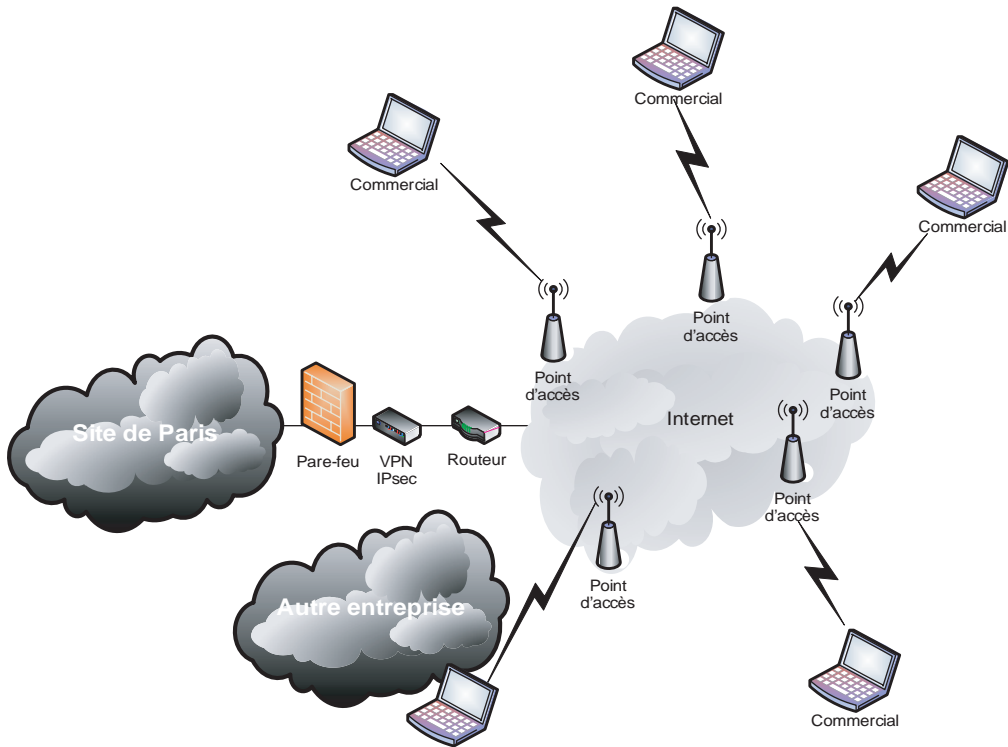 Commercial
Commercial
Commercial
Point
d'accès
Point
d'accès
Point
d'accès
Internet
Site de Paris
Pare-feu
VPN
IPsec
Routeur
Point
d'accès
Point
d'accès
Autre entreprise
Commercial